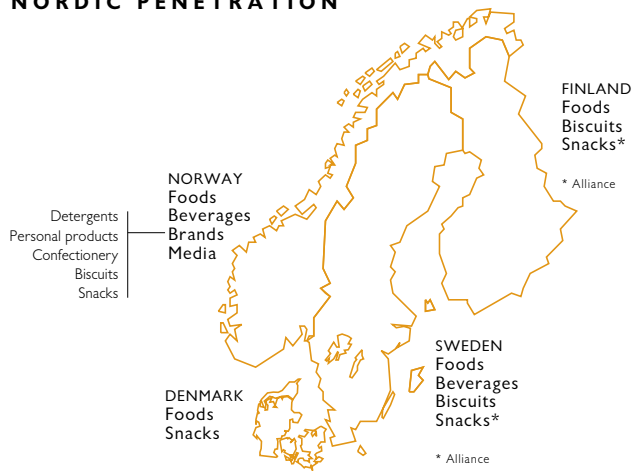 NORDIC PENETRATION
FINLAND
Foods
Biscuits
Snacks*
* Alliance
NORWAY
Foods
Beverages
Brands
Media
Detergents
Personal products
Confectionery
Biscuits
Snacks
SWEDEN
Foods
Beverages
Biscuits
Snacks*
* Alliance
DENMARK
Foods
Snacks